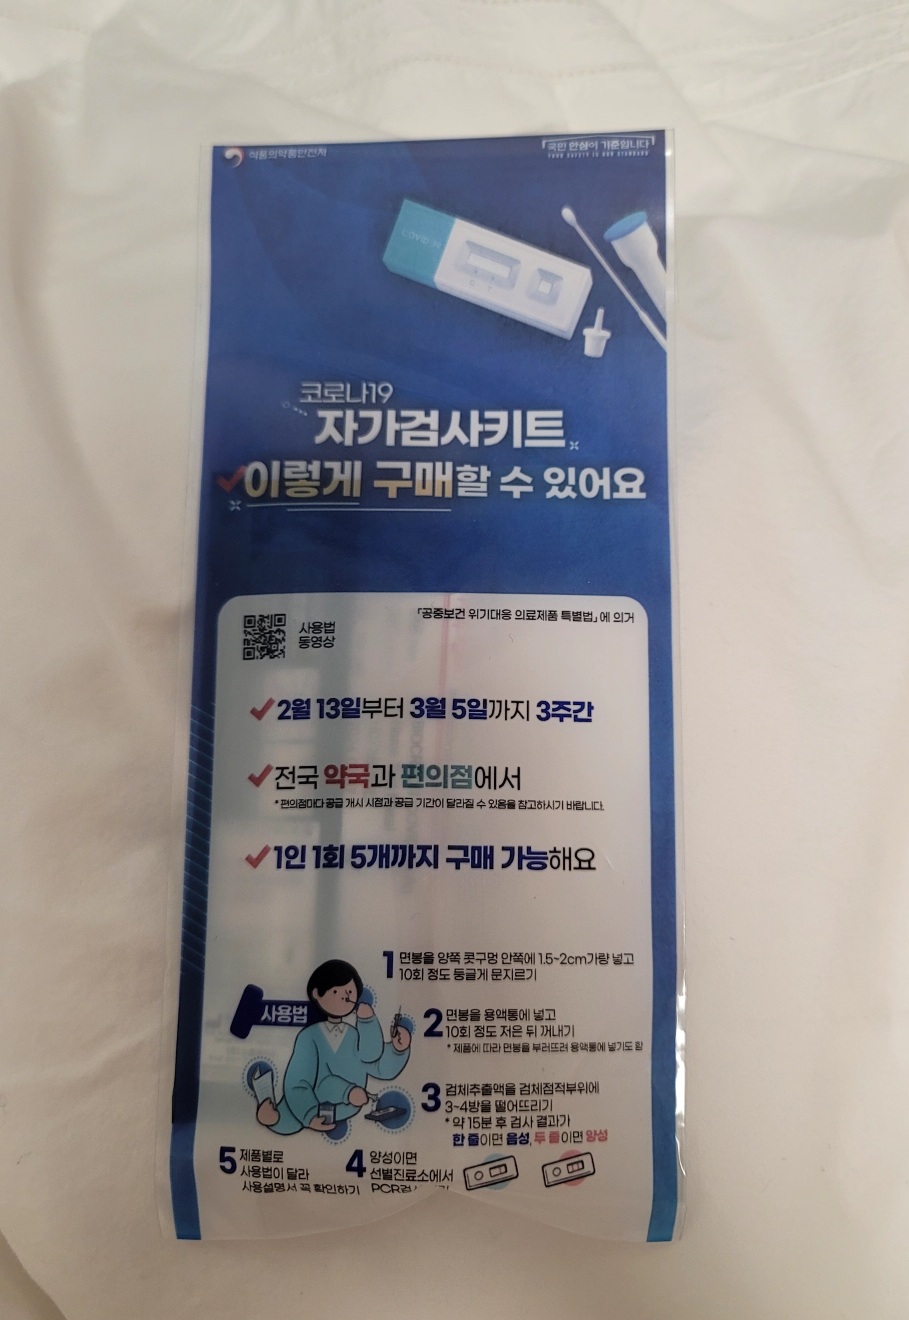 식품의약품안전처
국민 안심이 기준입니다
YOUR SAFETY IS OUR STANDARD
COVID-19
코로나19
자가검사키트
이렇게 구매할 수 있어요
「공중보건 위기대응 의료제품 특별법」에 의거
사용법
동영상
2월 13일부터 3월 5일까지 3주간
전국 약국과 편의점에서
* 편의점마다 공급 개시 시점과 공급 기간이 달라질 수 있음을 참고하시기 바랍니다.
1인 1회 5개까지 구매 가능해요
사용법
1 면봉을 양쪽 콧구멍 안쪽에 1.5~2cm가량 넣고
10회 정도 둥글게 문지르기
2 면봉을 용액통에 넣고
10회 정도 저은 뒤 꺼내기
* 제품에 따라 면봉을 부러뜨려 용액통에 넣기도 함
3 검체추출액을 검체점적부위에
3~4방울 떨어뜨리기
* 약 15분 후 검사 결과가
한 줄이면 음성, 두 줄이면 양성
4 양성이면
선별진료소에서
PCR검사
5 제품별로
사용법이 달라
사용설명서 꼭 확인하기